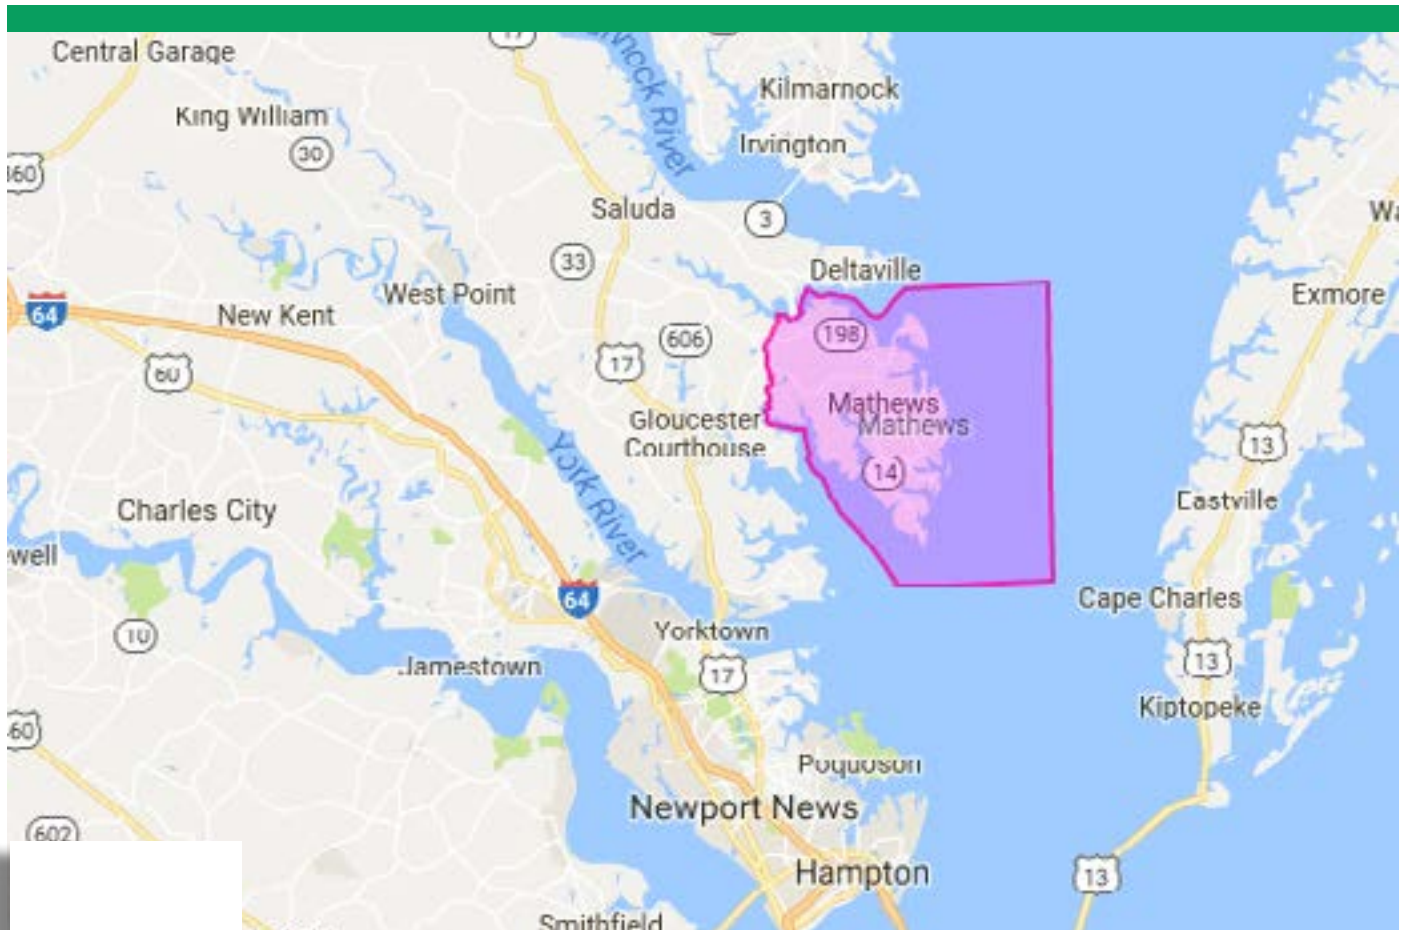 17
Central Garage
Kilmarnock
King William
Irvington
30
Saluda
3
33
Deltaville
West Point
Exmore
64
New Kent
198
606
17
60
Mathews
Mathews
Gloucester
Courthouse
13
14
York River
Eastville
Charles City
well
64
Cape Charles
10
Yorktown
13
Jamestown
17
Kiptopeke
60
Poquoson
Newport News
602
Hampton
13
Smithfield